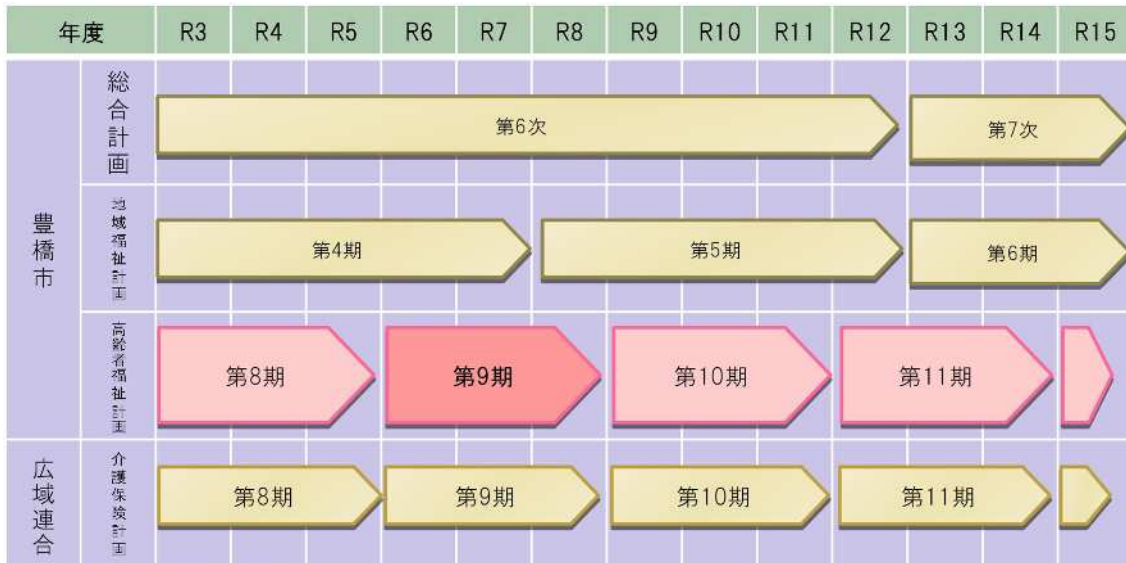 年度 R3 R4 R5 R6 R7 R8 R9 R10 R11 R12 R13 R14 R15
豊橋市
総合計画
第6次 第7次
地域福祉計画
第4期 第5期 第6期
高齢者福祉計画
第8期 第9期 第10期 第11期
広域連合
介護保険計画
第8期 第9期 第10期 第11期